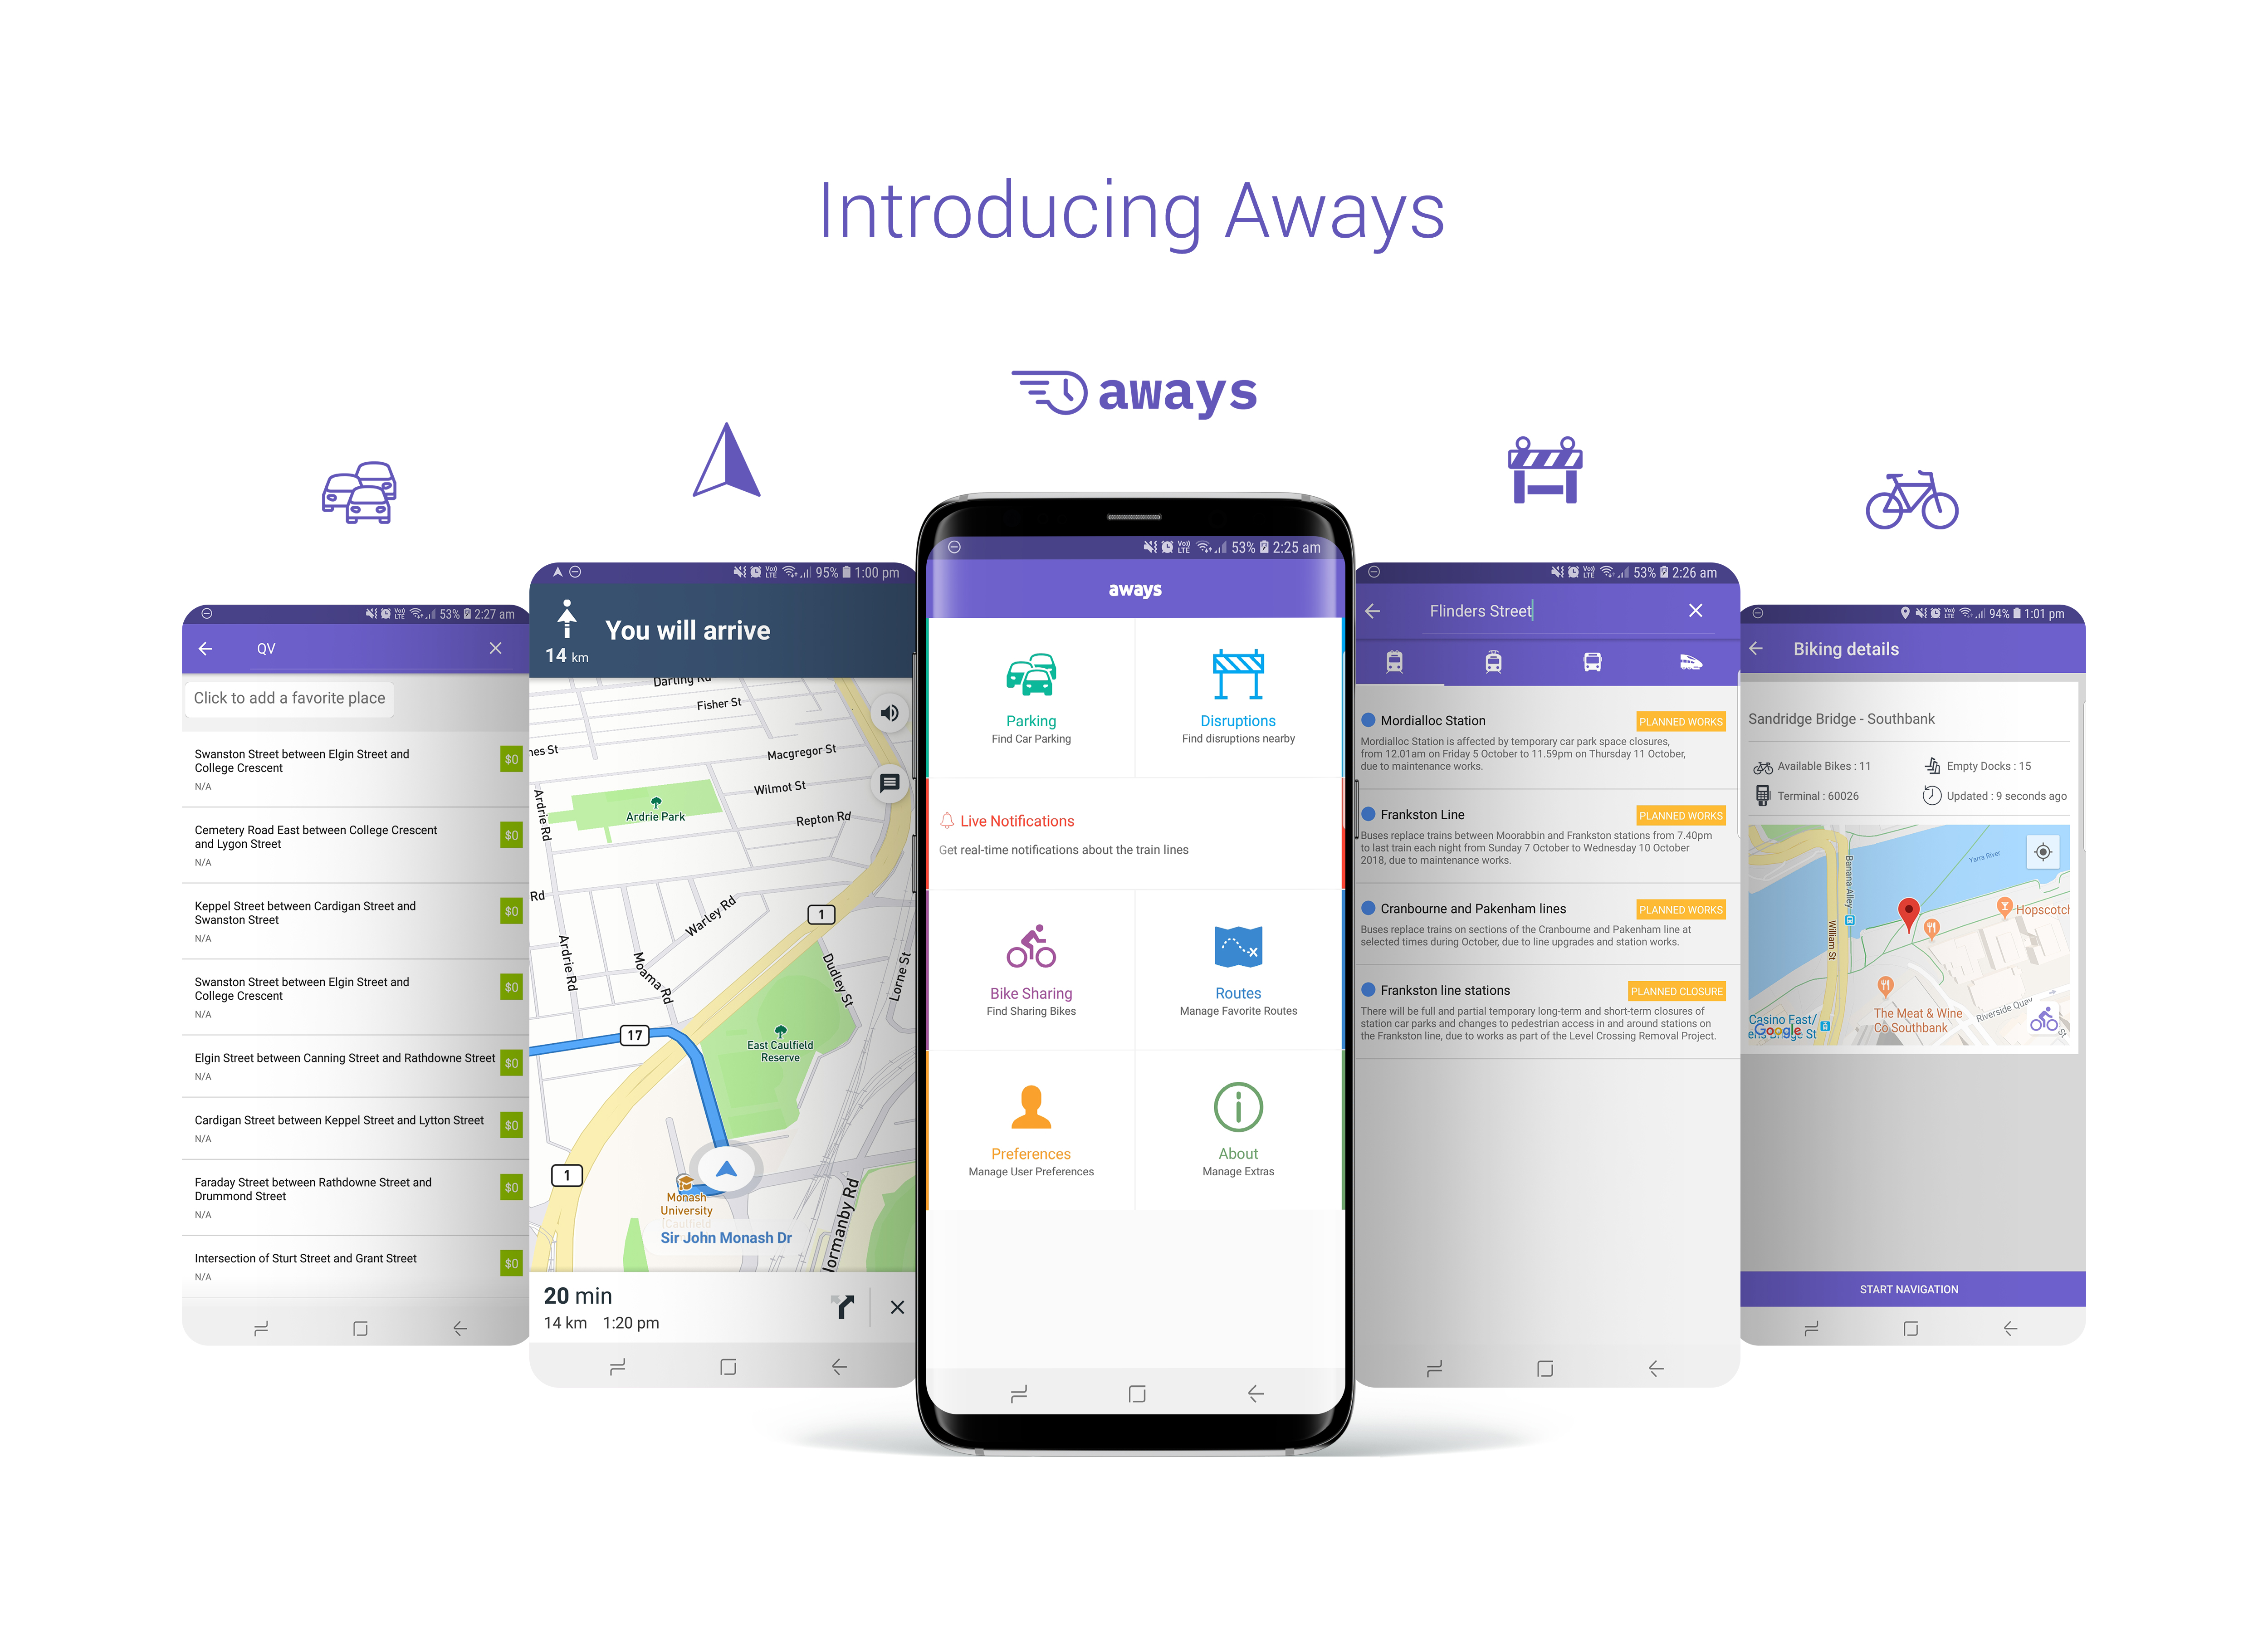 Introducing Aways
aways
53% 2:27 am
QV
Click to add a favorite place
Swanston Street between Elgin Street and
College Crescent
N/A
$0
Cemetery Road East between College Crescent
and Lygon Street
N/A
$0
Keppel Street between Cardigan Street and
Swanston Street
N/A
$0
Swanston Street between Elgin Street and
College Crescent
N/A
$0
Elgin Street between Canning Street and Rathdowne Street
N/A
$0
Cardigan Street between Keppel Street and Lytton Street
N/A
$0
Faraday Street between Rathdowne Street and
Drummond Street
N/A
$0
Intersection of Sturt Street and Grant Street
N/A
$0
Vo)) LTE 95% 1:00 pm
You will arrive
14 km
Darling Rd
Fisher St
nes St
Macgregor St
Wilmot St
Ardrie Park
Repton Rd
Ardrie Rd
Rd
Warley Rd
1
Ardrie Rd
Moama Rd
Dudley St
Lorne St
17
East Caulfield
Reserve
1
Monash
University
(Caulfield
Sir John Monash Dr
Normanby Rd
20 min
14 km 1:20 pm
Vo)) LTE 53% 2:25 am
aways
Parking
Find Car Parking
Disruptions
Find disruptions nearby
Live Notifications
Get real-time notifications about the train lines
Bike Sharing
Find Sharing Bikes
Routes
Manage Favorite Routes
Preferences
Manage User Preferences
About
Manage Extras
Vo)) LTE 53% 2:26 am
Flinders Street
Mordialloc Station
PLANNED WORKS
Mordialloc Station is affected by temporary car park space closures,
from 12.01am on Friday 5 October to 11.59pm on Thursday 11 October,
due to maintenance works.
Frankston Line
PLANNED WORKS
Buses replace trains between Moorabbin and Frankston stations from 7.40pm
to last train each night from Sunday 7 October to Wednesday 10 October
2018, due to maintenance works.
Cranbourne and Pakenham lines
PLANNED WORKS
Buses replace trains on sections of the Cranbourne and Pakenham line at
selected times during October, due to line upgrades and station works.
Frankston line stations
PLANNED CLOSURE
There will be full and partial temporary long-term and short-term closures of
station car parks and changes to pedestrian access in and around stations on
the Frankston line, due to works as part of the Level Crossing Removal Project.
Vo)) LTE 94% 1:01 pm
Biking details
Sandridge Bridge - Southbank
Available Bikes : 11
Empty Docks : 15
Terminal : 60026
Updated : 9 seconds ago
Yarra River
Banana Alley
William St
Hopscotch
The Meat & Wine
Co Southbank
Riverside Quay
Casino East/
Google
START NAVIGATION